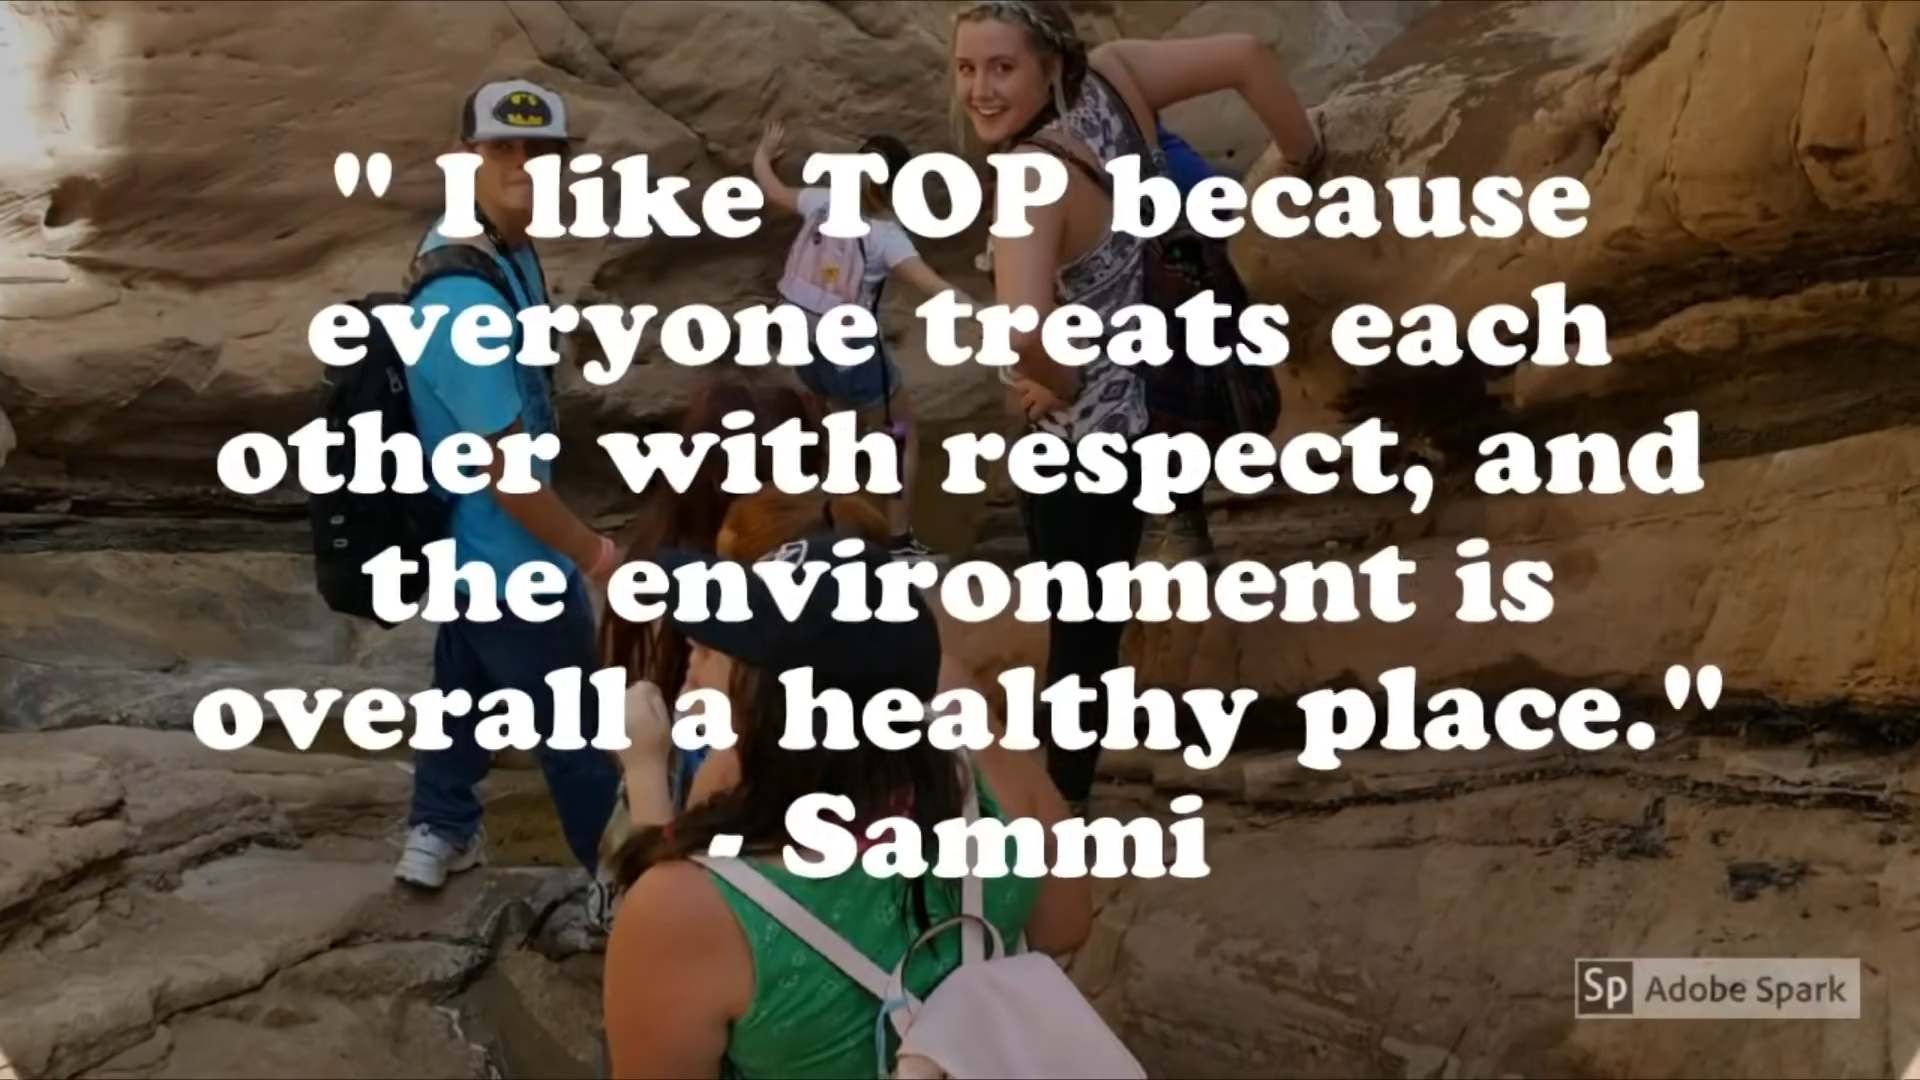 " I like TOP because
everyone treats each
other with respect, and
the environment is
overall a healthy place."
- Sammi
Sp Adobe Spark